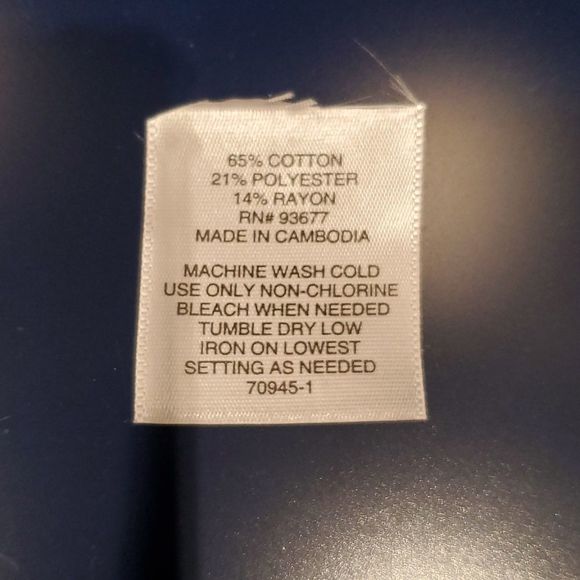 65% COTTON
21% POLYESTER
14% RAYON
RN# 93677
MADE IN CAMBODIA
MACHINE WASH COLD
USE ONLY NON-CHLORINE
BLEACH WHEN NEEDED
TUMBLE DRY LOW
IRON ON LOWEST
SETTING AS NEEDED
70945-1